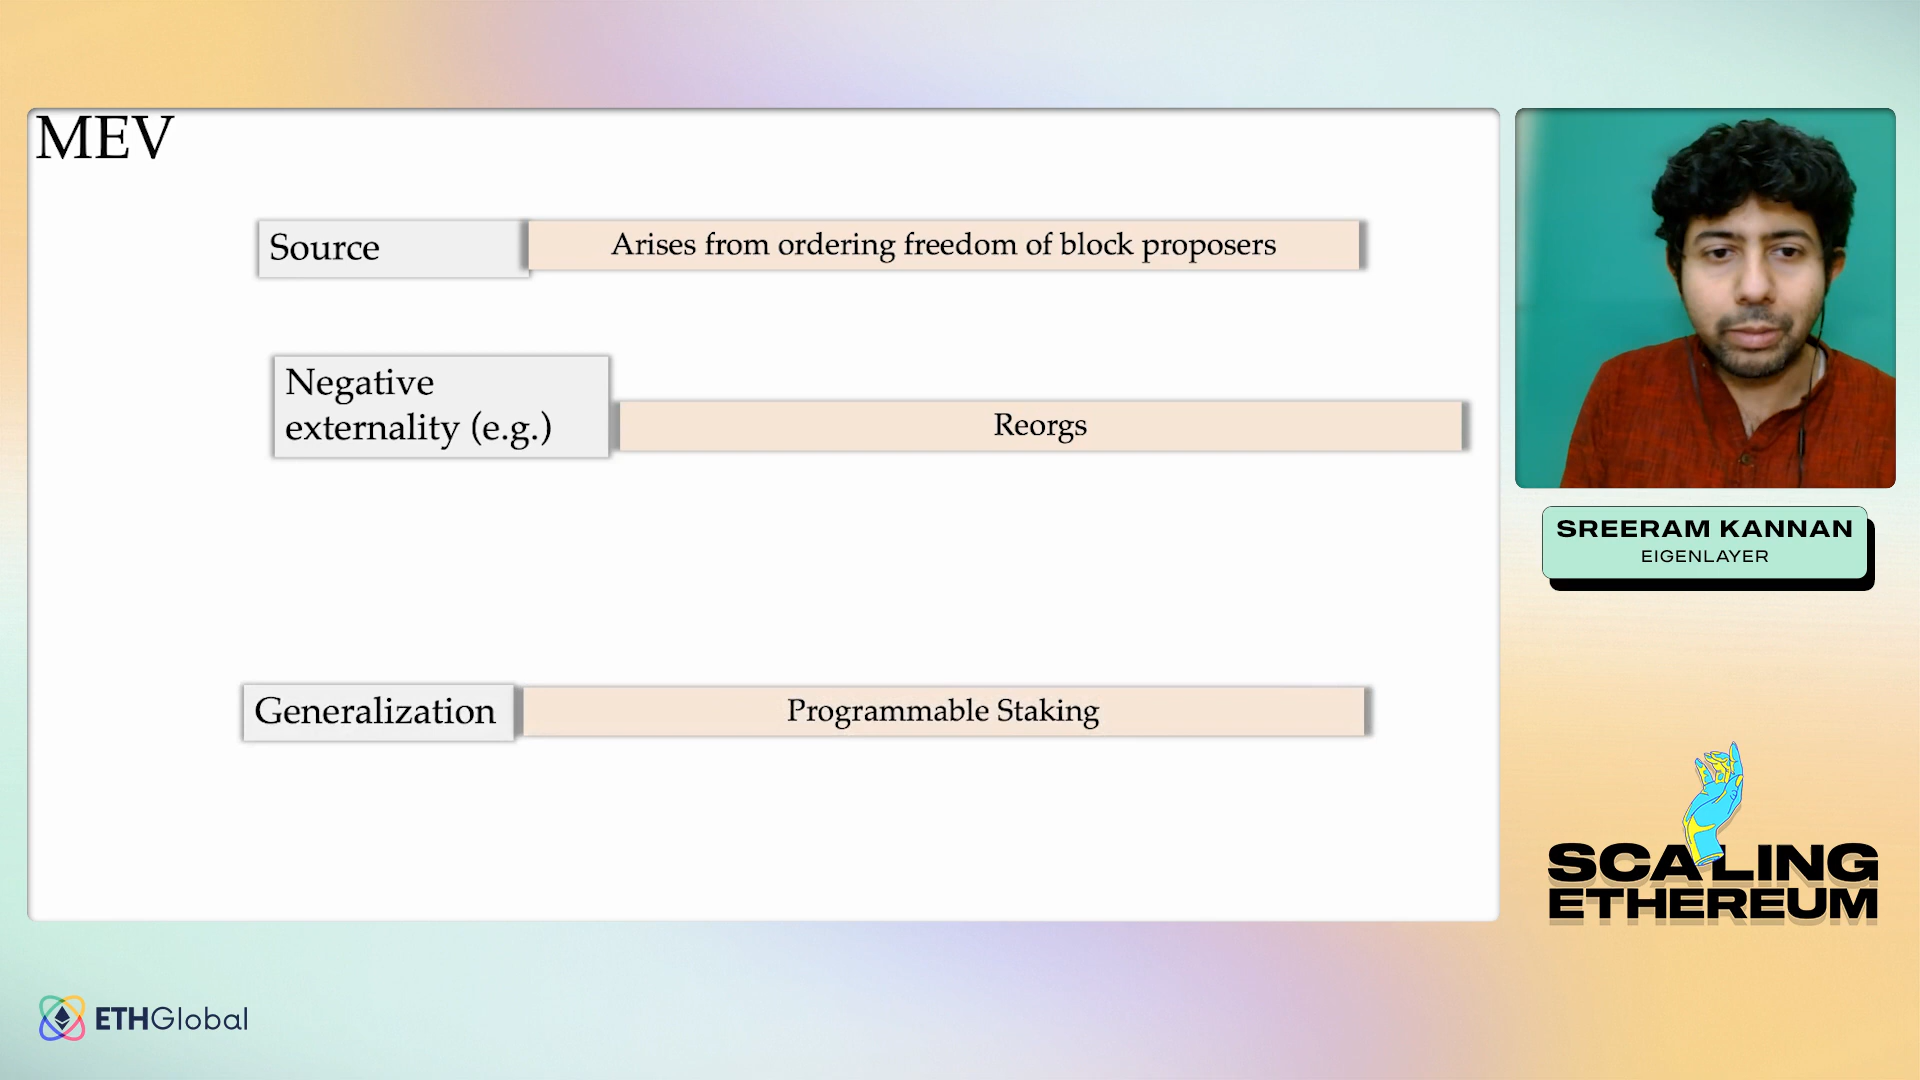 MEV
Source
Arises from ordering freedom of block proposers
Negative
externality (e.g.)
Reorgs
Generalization
Programmable Staking
SREERAM KANNAN
EIGENLAYER
SCALING
ETHEREUM
ETHGlobal